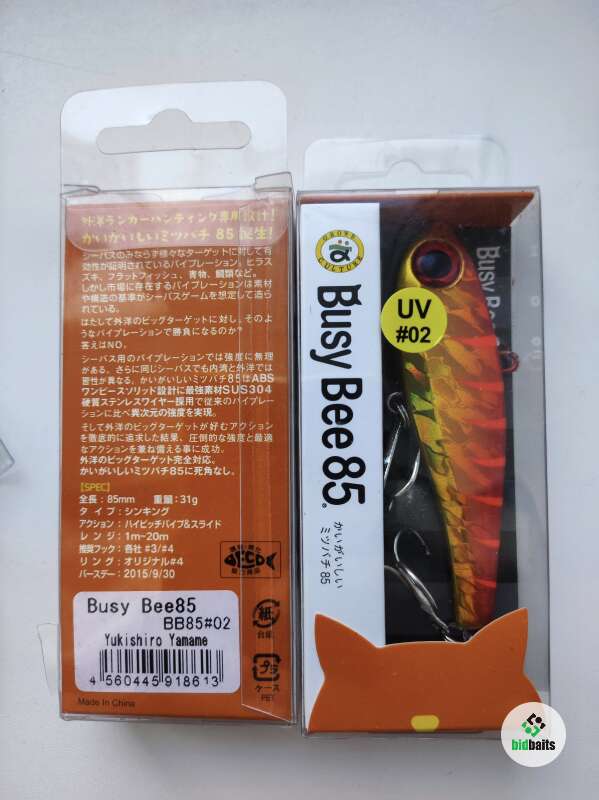 外洋ランカーハンティング専用設計!
かいがいしいミツバチ 85 誕生!
シーバスのみならず様々なターゲットに対して有
効性が証明されているバイブレーション。ヒラス
ズキ、フラットフィッシュ、青物、鯛類など。
しかし市場に存在するバイブレーションは素材
や構造の基準がシーバスゲームを想定して造ら
れている。
はたして外洋のビッグターゲットに対し、そのよ
うなバイブレーションで勝負になるのか?
答えはNO。
シーバス用のバイブレーションでは強度に無理
がある。さらに同じシーバスでも内湾と外洋では
習性が異なる。かいがいしいミツバチ85はABS
ワンピースソリッド設計に最強素材SUS304
硬質ステンレスワイヤー採用で従来のバイブレー
ションに比べ異次元の強度を実現。
そして外洋のビッグターゲットが好むアクション
を徹底的に追求した結果、圧倒的な強度と最適
なアクションを兼ね備える事に成功。
外洋のビッグターゲット完全対応。
かいがいしいミツバチ85に死角なし。
【SPEC】
全長:85mm 重量:31g
タイプ:シンキング
アクション:ハイピッチバイブ&スライド
レンジ:1m~20m
推奨フック:各社 #3/#4
リング:オリジナル#4
バースデー:2015/9/30
Busy Bee85
BB85#02
Yukishiro Yamame
4 560445 918613
Made In China
紙
台紙
プラ
ケース
PET
CULTURE
Busy Bee 85®
かいがいしい
ミツバチ 85
UV
#02
Busy Be
bidbaits